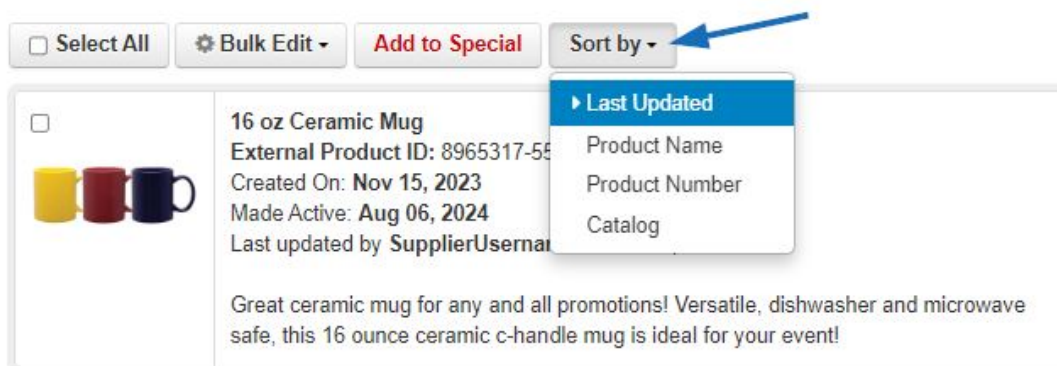 Select All Bulk Edit Add to Special Sort by
Last Updated
Product Name
Product Number
Catalog
16 oz Ceramic Mug
External Product ID: 8965317-55
Created On: Nov 15, 2023
Made Active: Aug 06, 2024
Last updated by
Great ceramic mug for any and all promotions! Versatile, dishwasher and microwave
safe, this 16 ounce ceramic c-handle mug is ideal for your event!